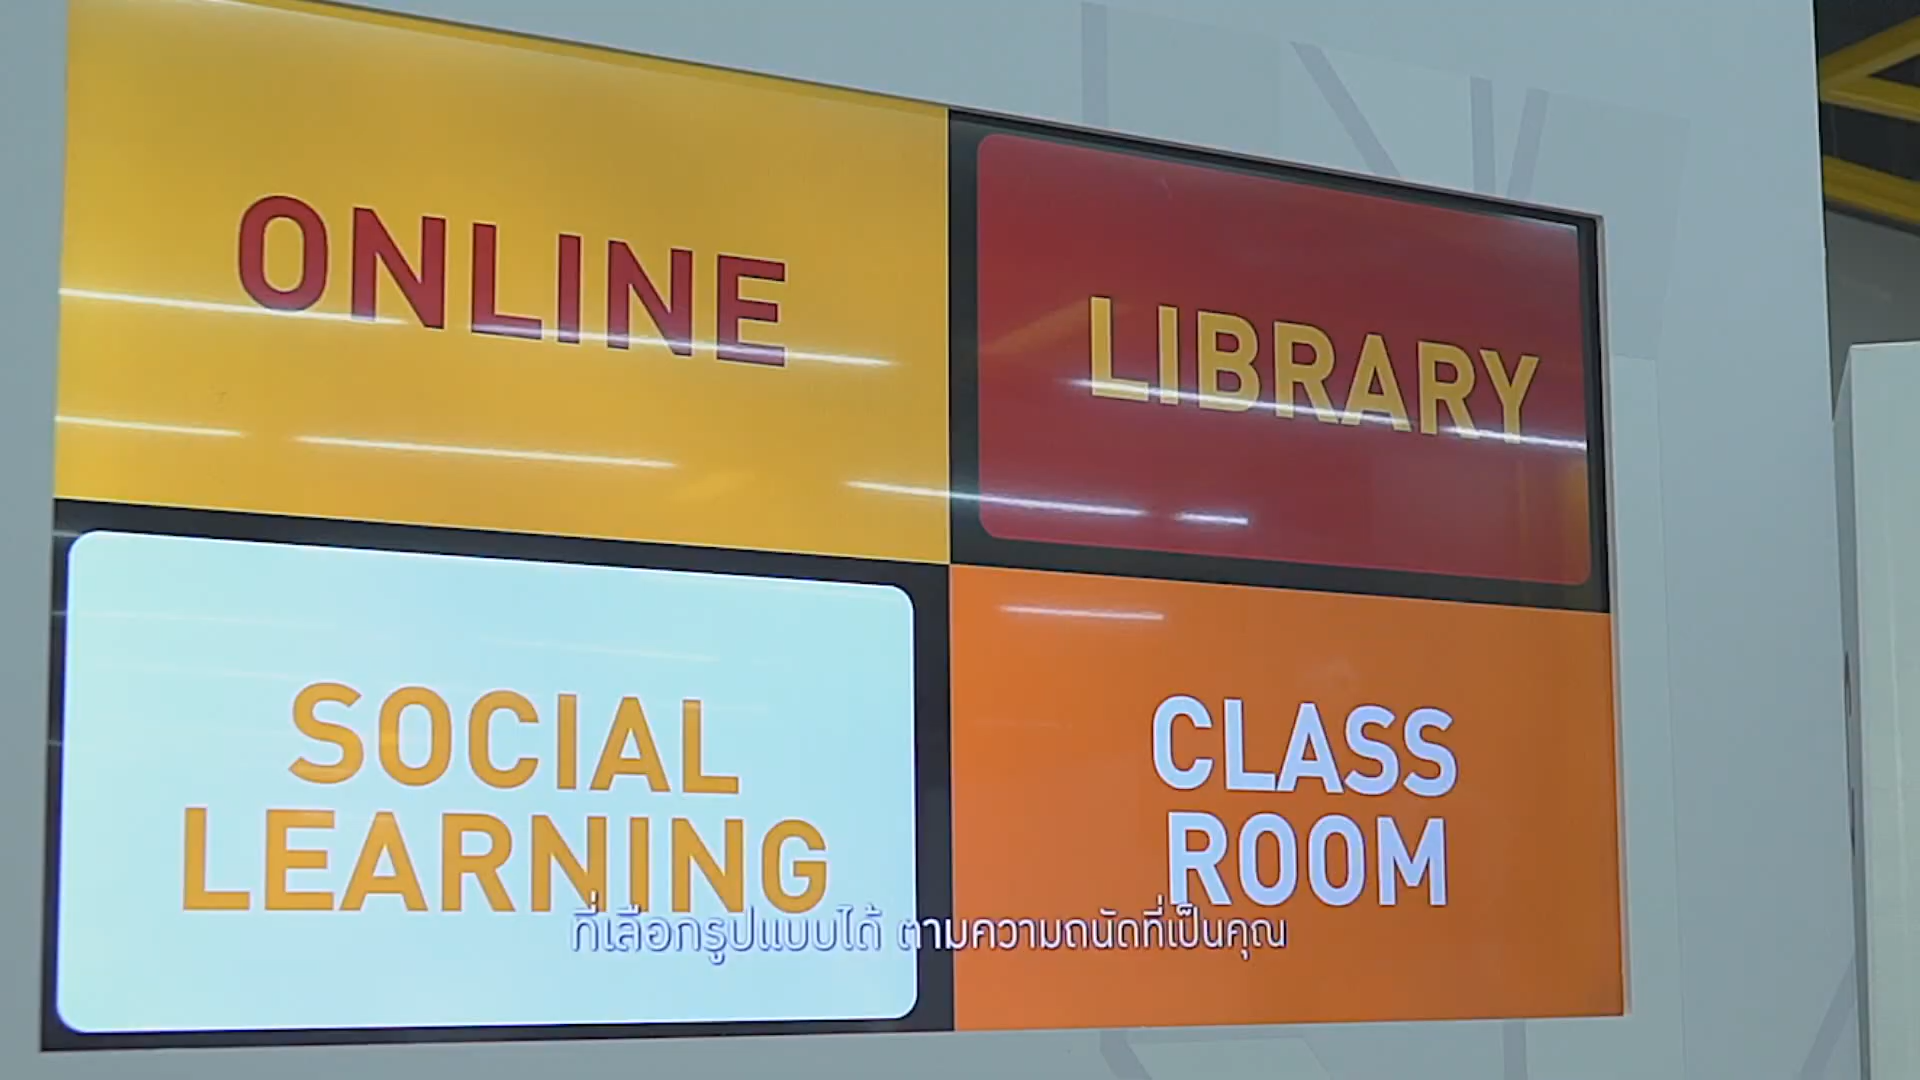 ONLINE
LIBRARY
SOCIAL
LEARNING
CLASS
ROOM
ที่เลือกรูปแบบได้ ตามความถนัดที่เป็นคุณ